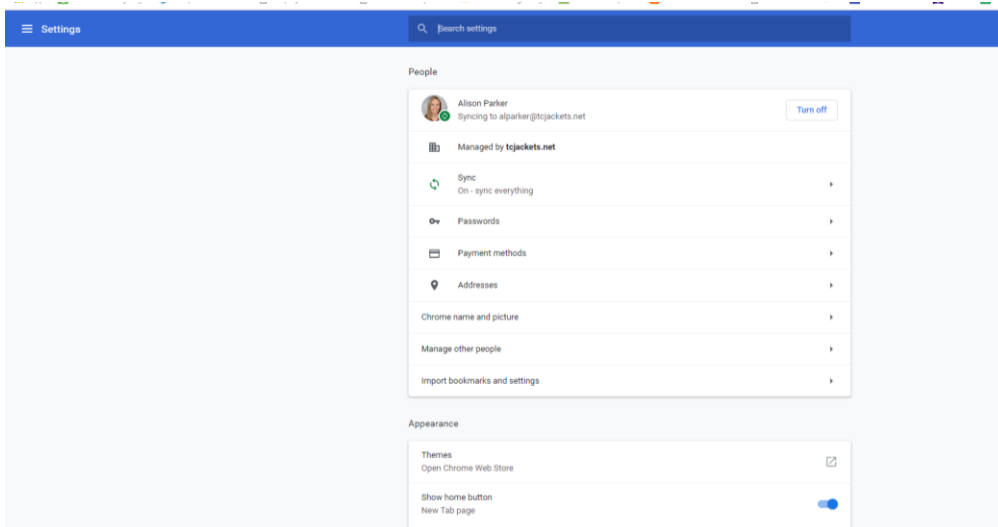 Settings
Search settings
People
Alison Parker
Syncing to alparker@tcjackets.net
Turn off
Managed by tcjackets.net
Sync
On - sync everything
Passwords
Payment methods
Addresses
Chrome name and picture
Manage other people
Import bookmarks and settings
Appearance
Themes
Open Chrome Web Store
Show home button
New Tab page